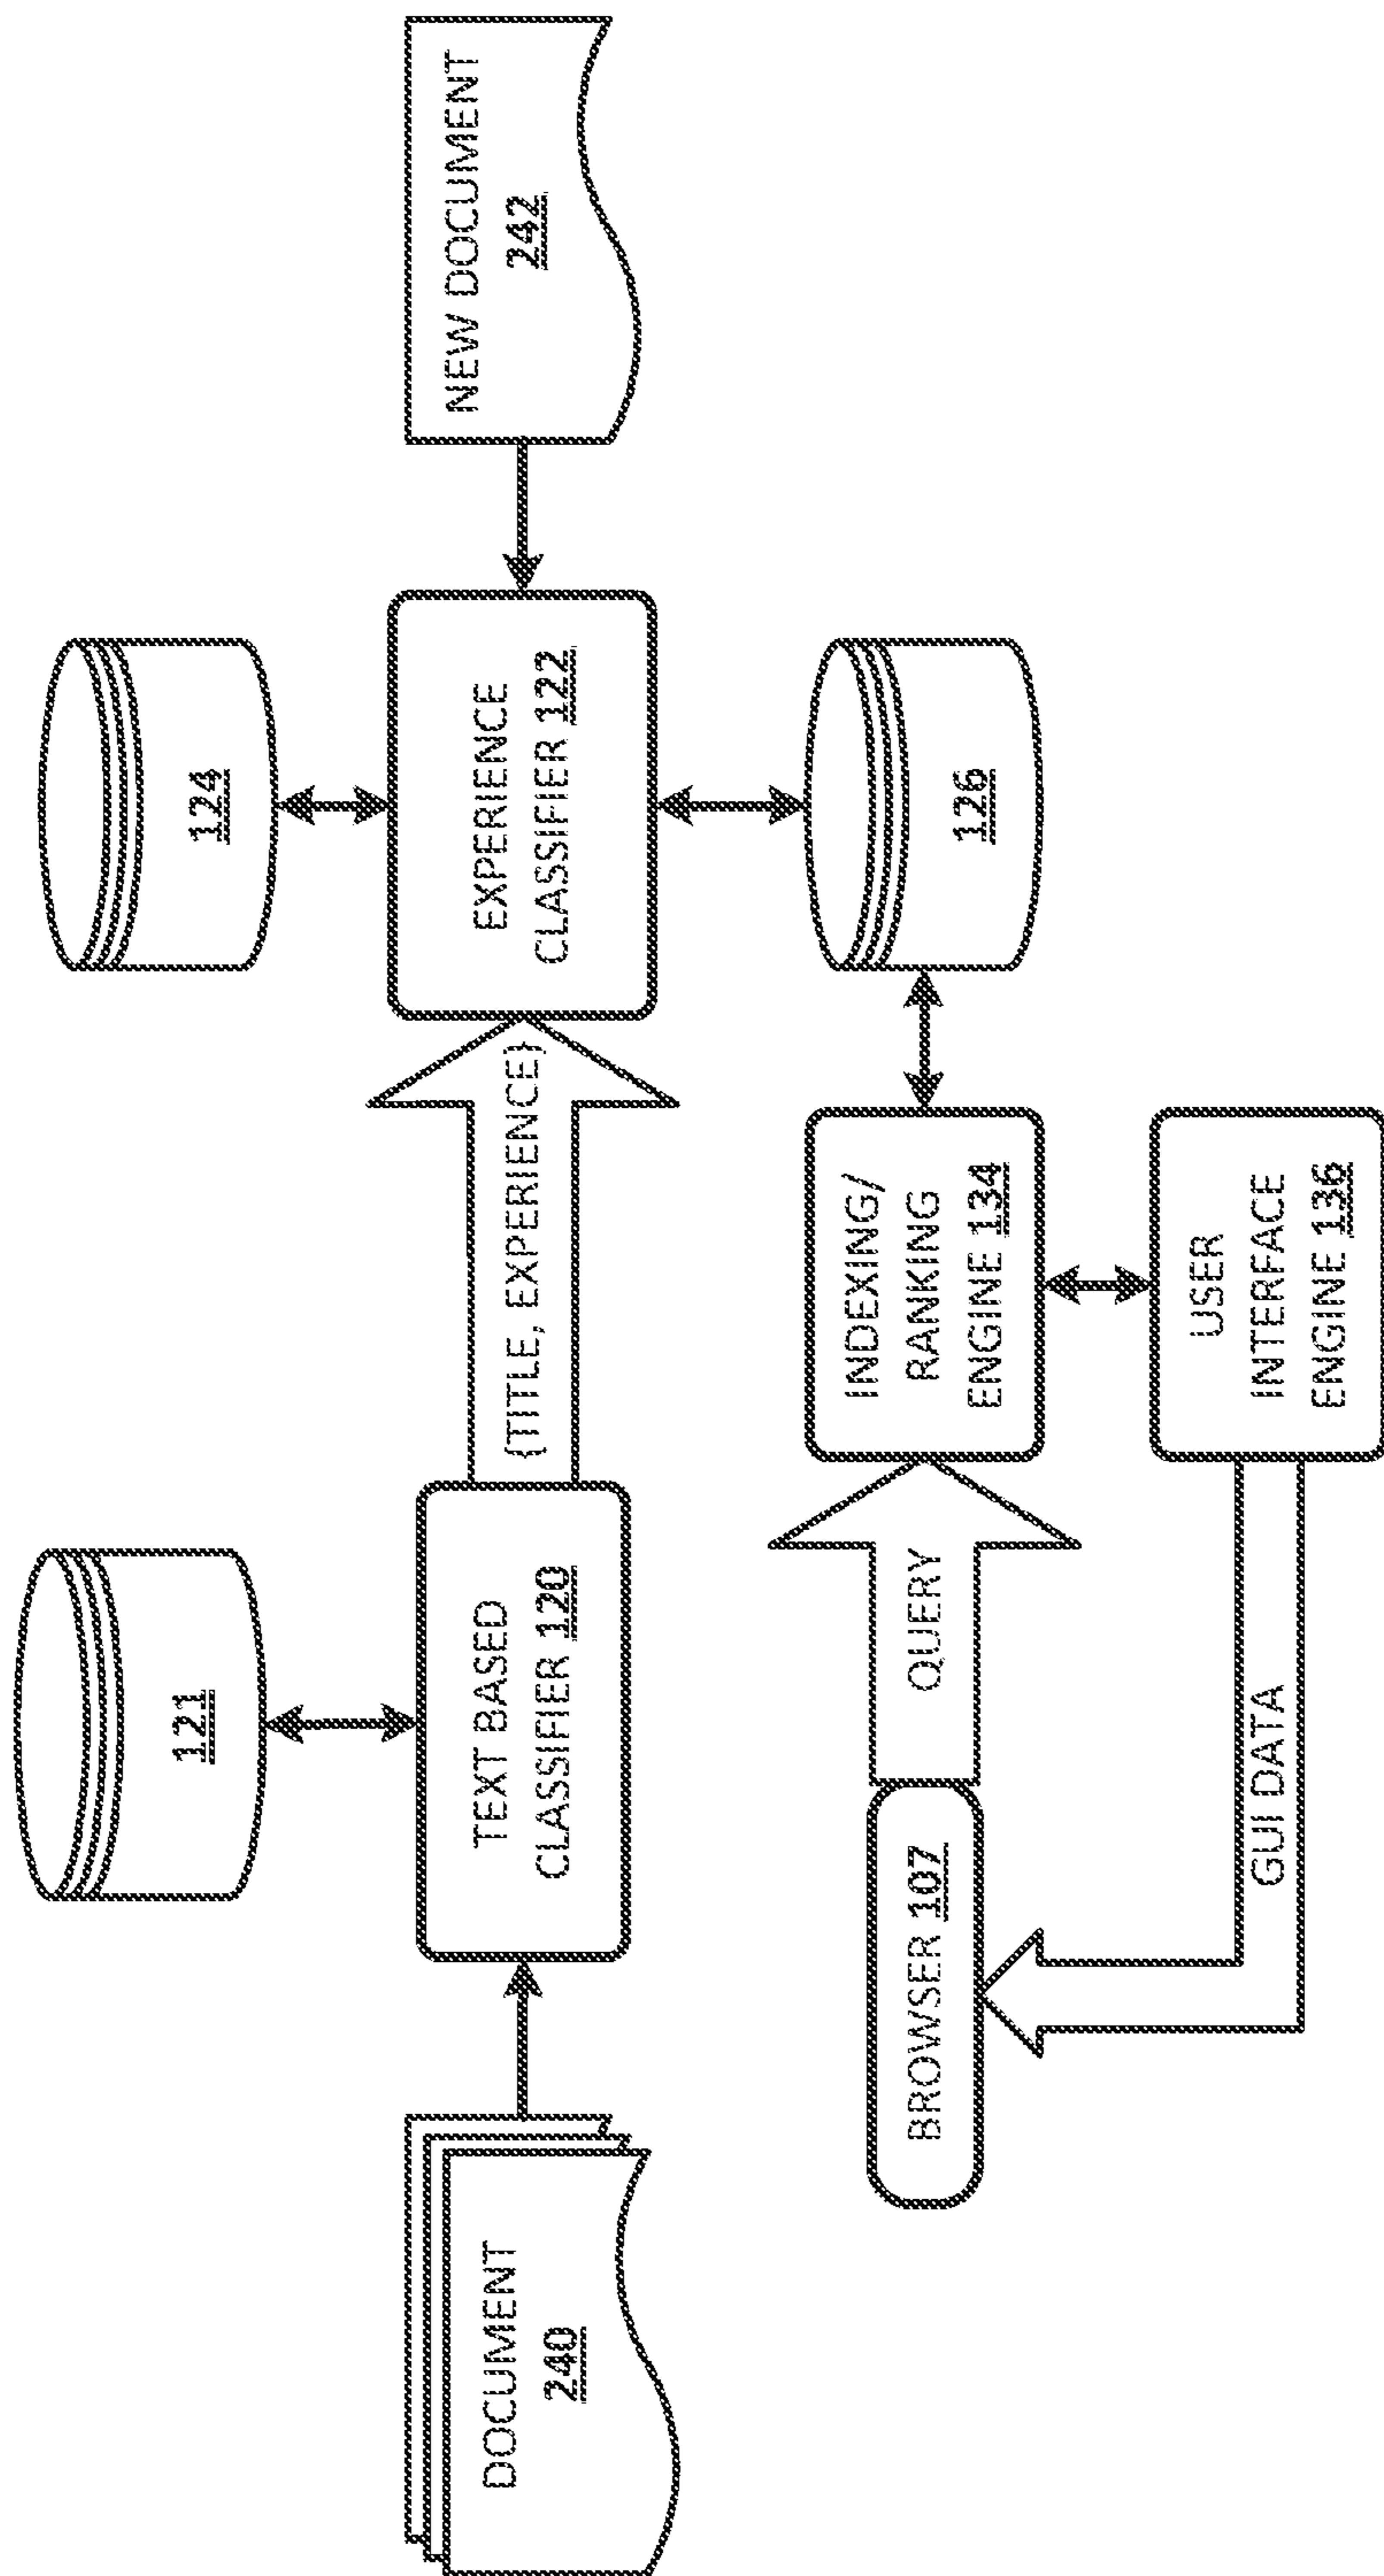 121
124
DOCUMENT
240
TEXT BASED
CLASSIFIER 120
{TITLE, EXPERIENCE}
EXPERIENCE
CLASSIFIER 122
NEW DOCUMENT
242
BROWSER 107
QUERY
INDEXING/
RANKING
ENGINE 134
126
GUI DATA
USER
INTERFACE
ENGINE 136